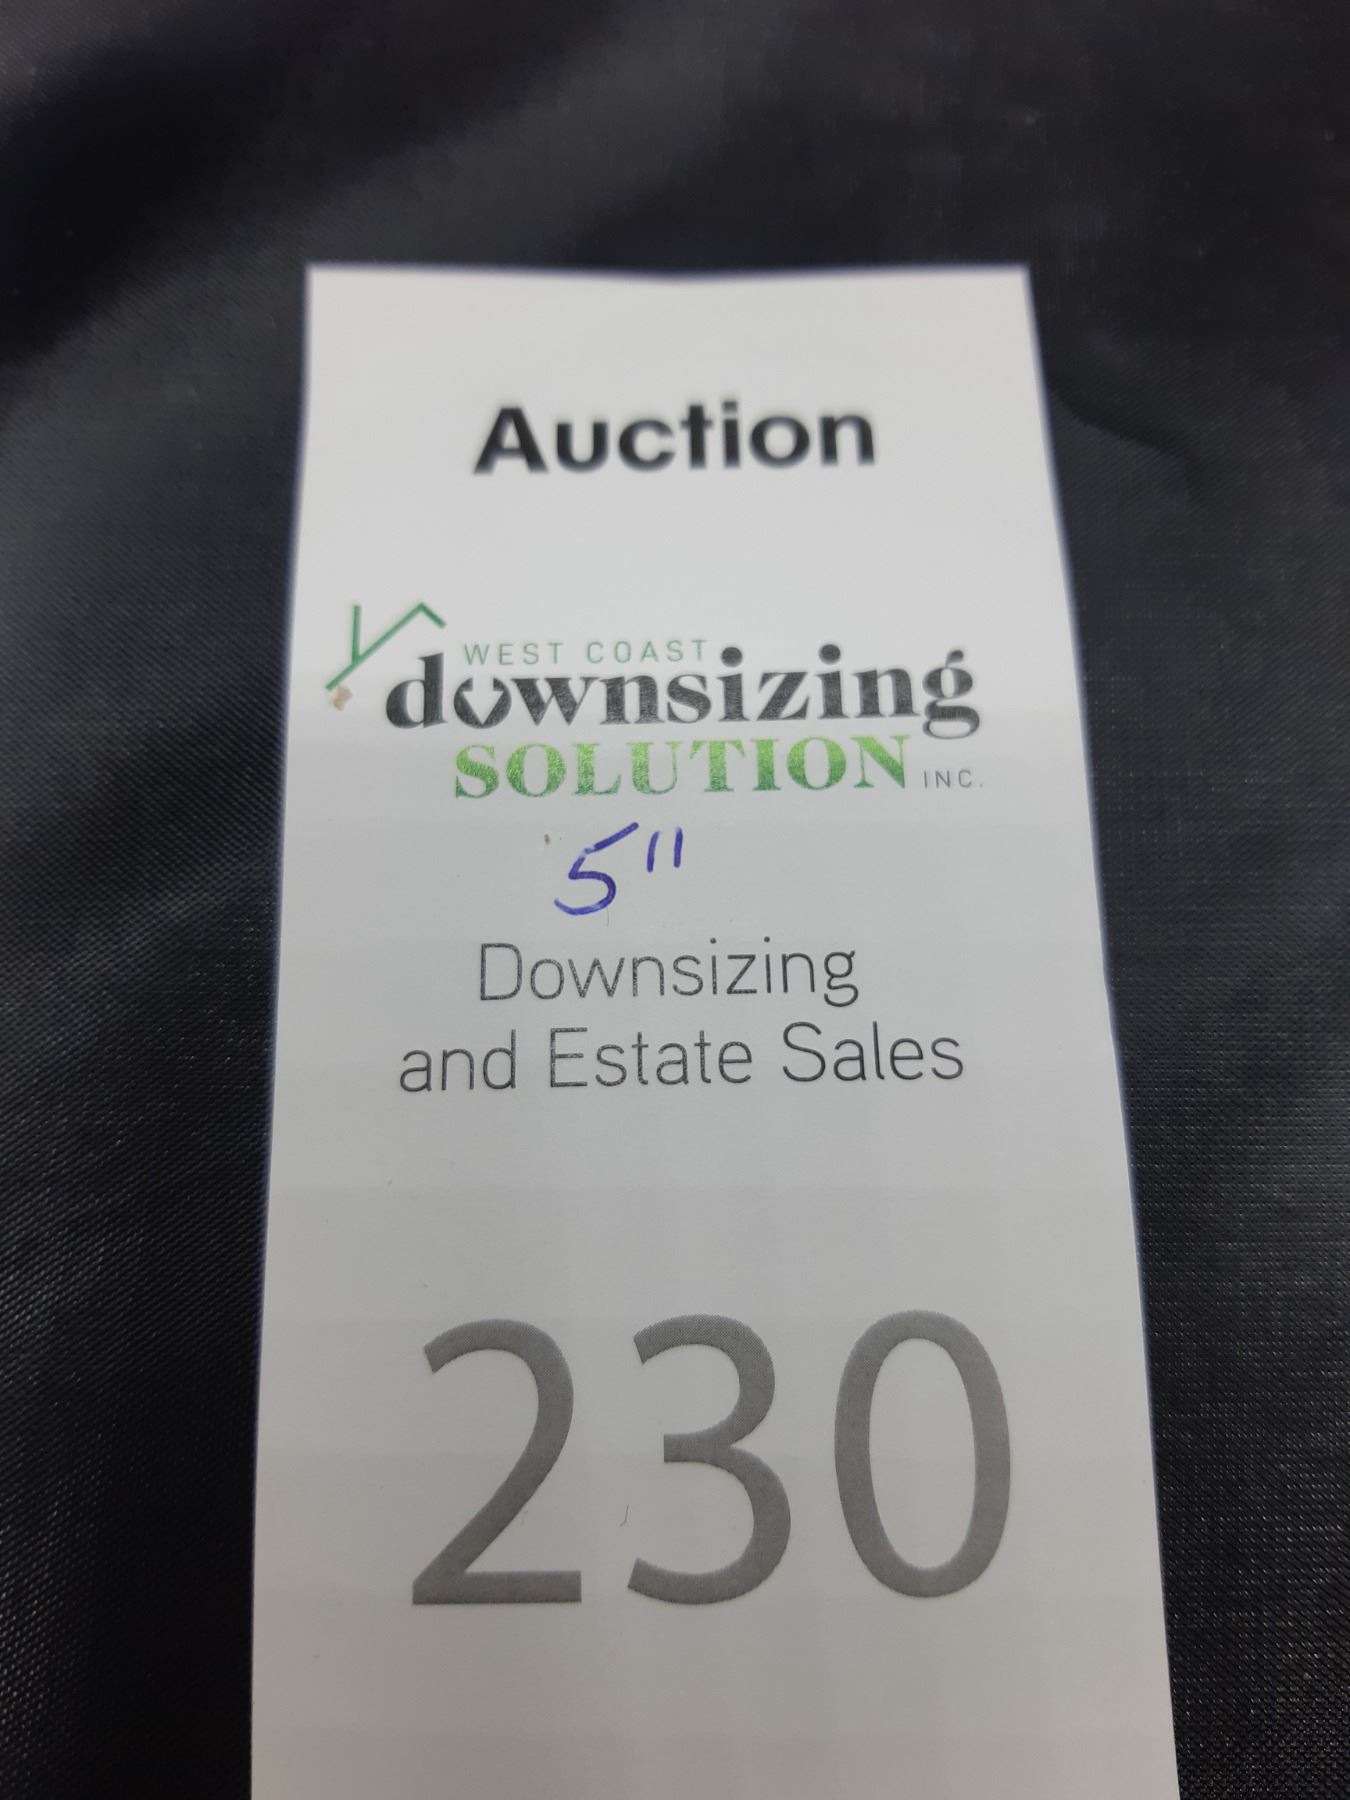 Auction
WEST COAST
downsizing
SOLUTION INC.
5"
Downsizing
and Estate Sales
230